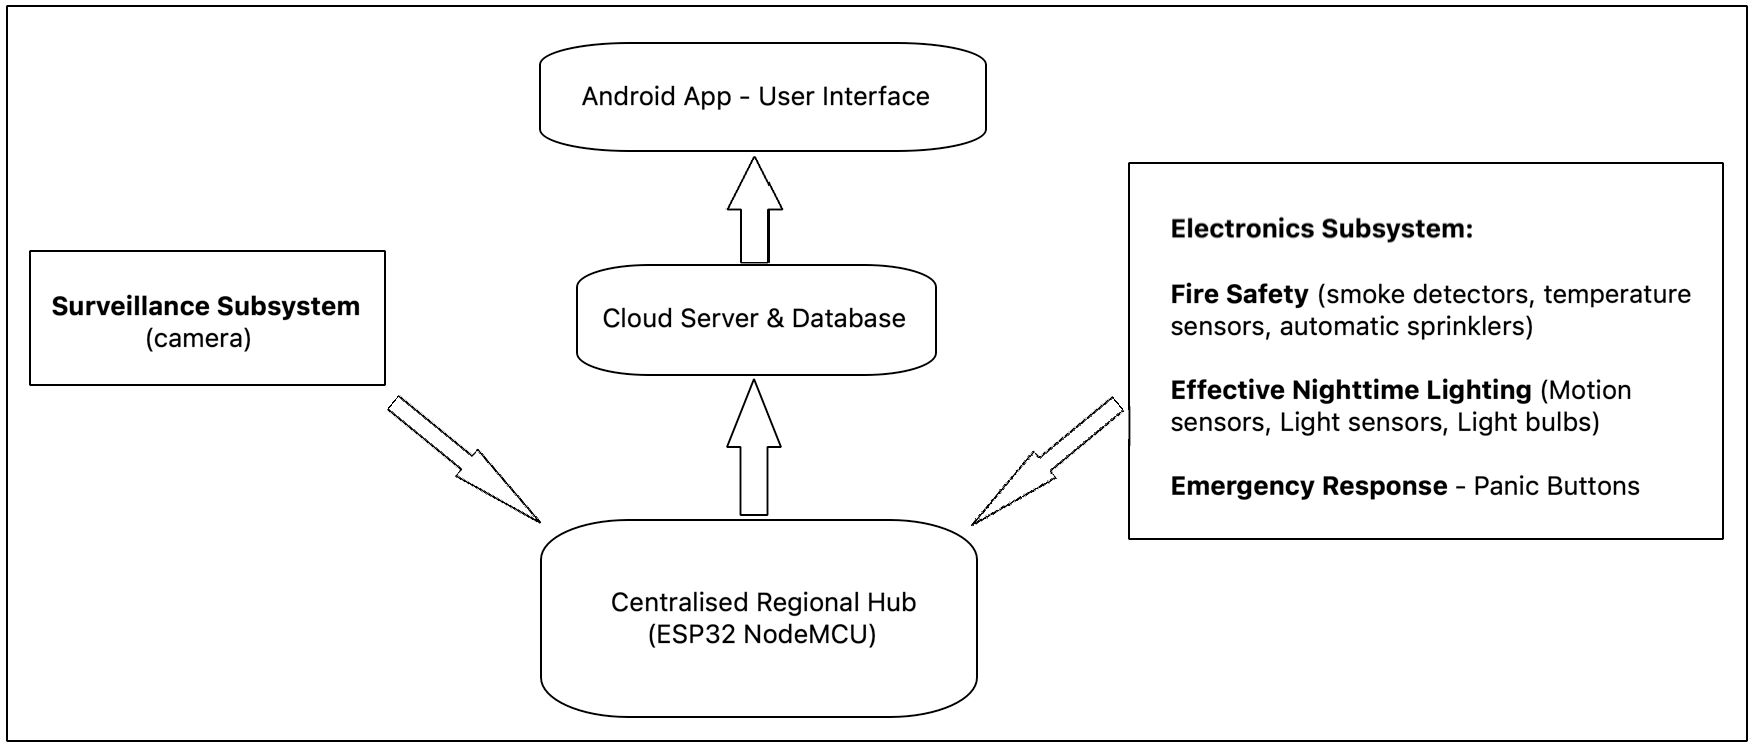 Android App - User Interface
Cloud Server & Database
Surveillance Subsystem
(camera)
Electronics Subsystem:
Fire Safety (smoke detectors, temperature
sensors, automatic sprinklers)
Effective Nighttime Lighting (Motion
sensors, Light sensors, Light bulbs)
Emergency Response - Panic Buttons
Centralised Regional Hub
(ESP32 NodeMCU)